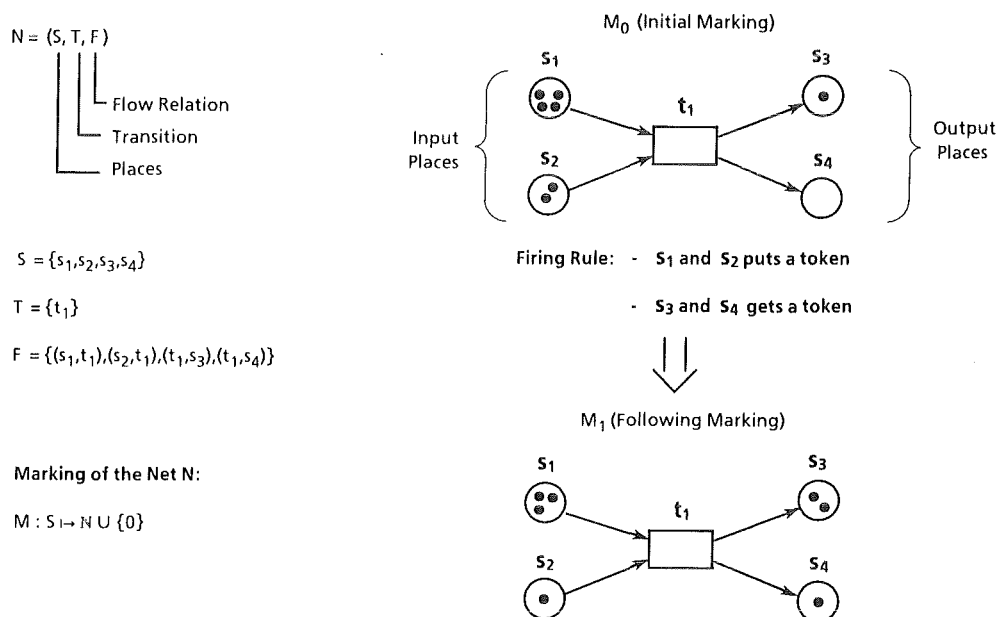 N = (S, T, F)
Flow Relation
Transition
Places
S = {s₁,s₂,s₃,s₄}
T = {t₁}
F = {(s₁,t₁),(s₂,t₁),(t₁,s₃),(t₁,s₄)}
Marking of the Net N:
M : S ↦ ℕ ∪ {0}
M₀ (Initial Marking)
S₁
S₃
t₁
Input
Places
Output
Places
S₂
S₄
Firing Rule: - S₁ and S₂ puts a token
- S₃ and S₄ gets a token
M₁ (Following Marking)
S₁
S₃
t₁
S₂
S₄